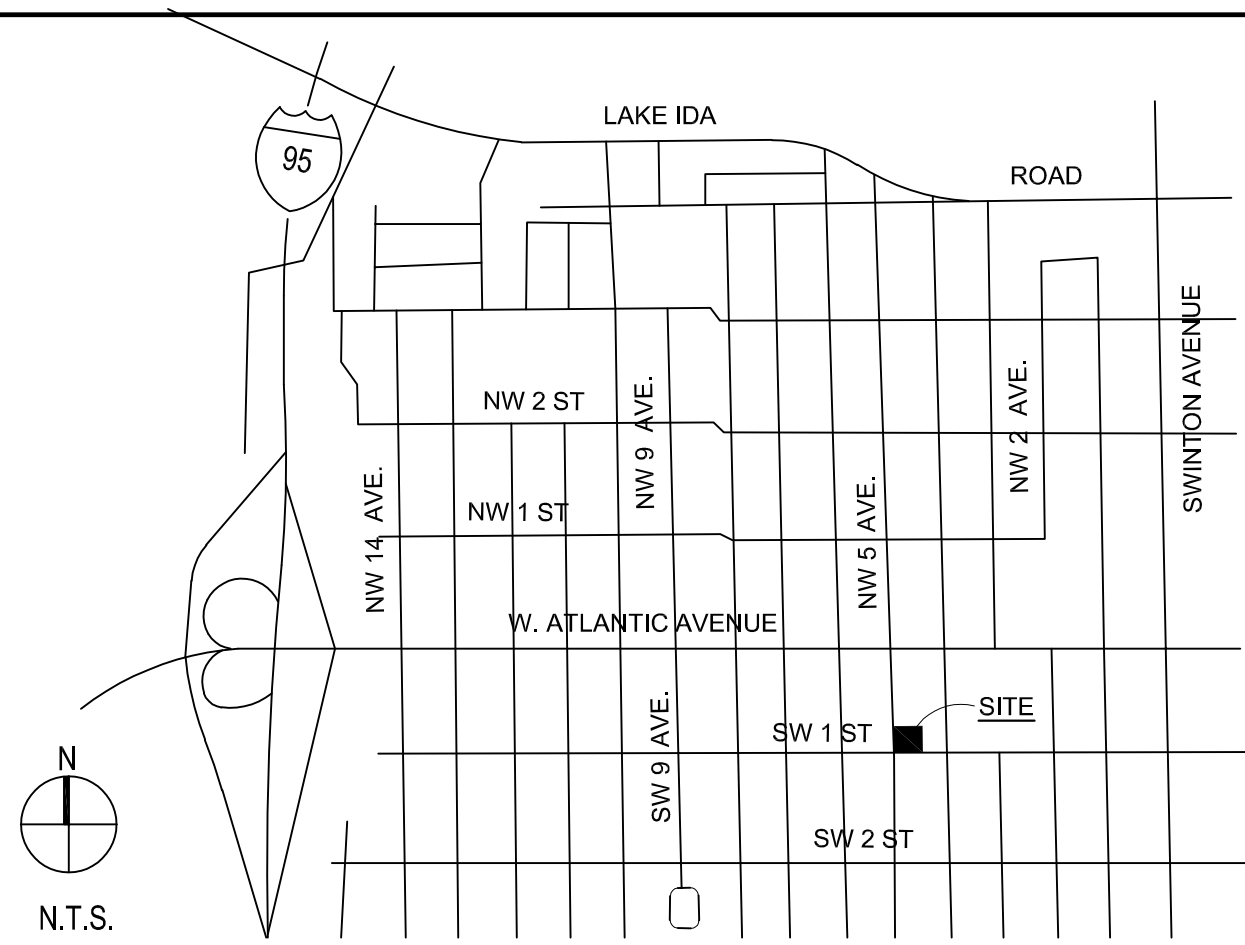 LAKE IDA
95
ROAD
SWINTON AVENUE
NW 2 AVE.
NW 9 AVE.
NW 2 ST
NW 14 AVE.
NW 1 ST
NW 5 AVE.
W. ATLANTIC AVENUE
SW 9 AVE.
SITE
SW 1 ST
N
SW 2 ST
N.T.S.